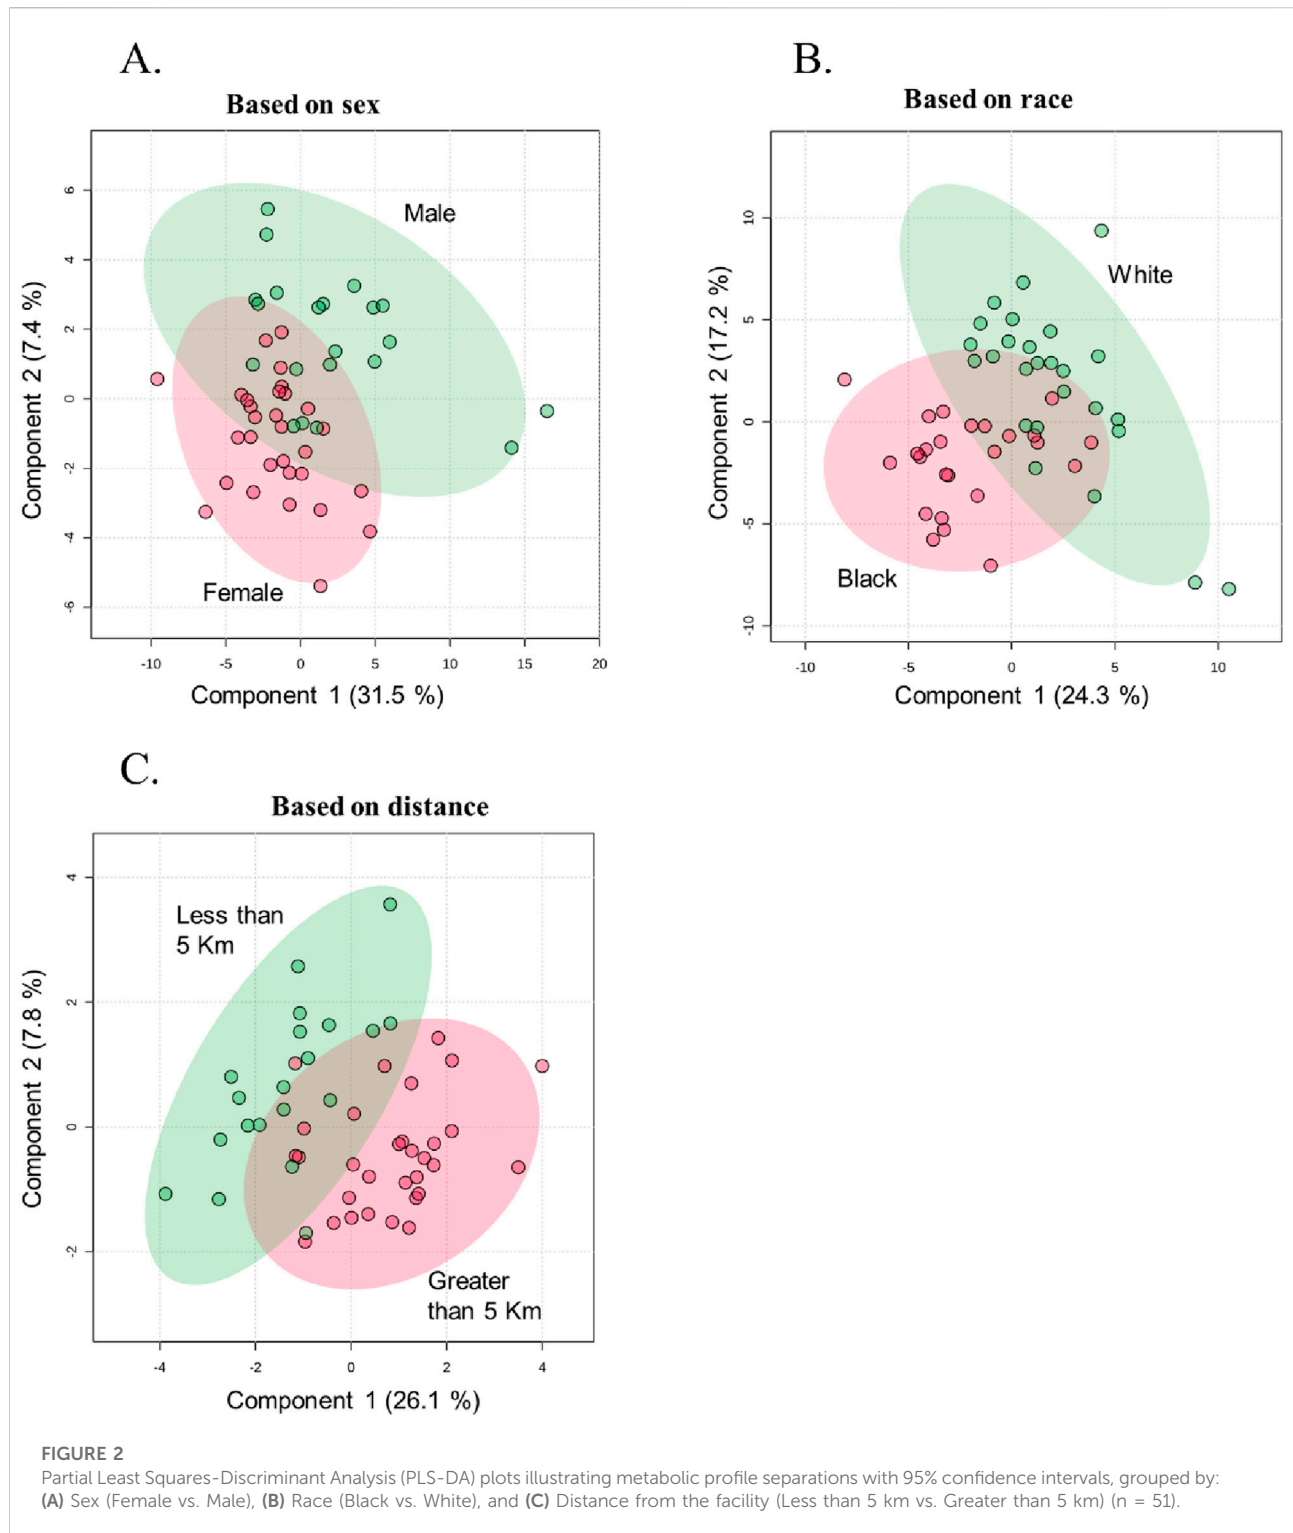 A.
Based on sex
Male
Female
6
4
2
0
-2
-4
-6
Component 2 (7.4 %)
-10 -5 0 5 10 15 20
Component 1 (31.5 %)
B.
Based on race
White
Black
10
5
0
-5
-10
Component 2 (17.2 %)
-10 -5 0 5 10
Component 1 (24.3 %)
C.
Based on distance
Less than
5 Km
Greater
than 5 Km
4
2
0
-2
Component 2 (7.8 %)
-4 -2 0 2 4
Component 1 (26.1 %)
FIGURE 2
Partial Least Squares-Discriminant Analysis (PLS-DA) plots illustrating metabolic profile separations with 95% confidence intervals, grouped by:
(A) Sex (Female vs. Male), (B) Race (Black vs. White), and (C) Distance from the facility (Less than 5 km vs. Greater than 5 km) (n = 51).